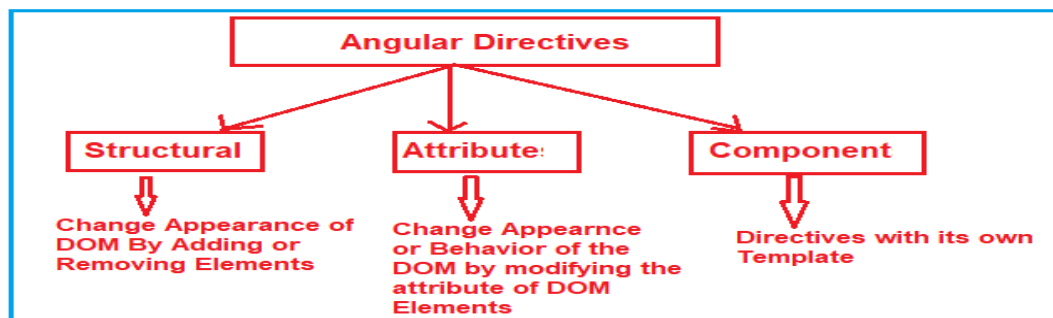 Angular Directives
Structural
Attributes
Component
Change Appearance of
DOM By Adding or
Removing Elements
Change Appearnce
or Behavior of the
DOM by modifying the
attribute of DOM
Elements
Directives with its own
Template